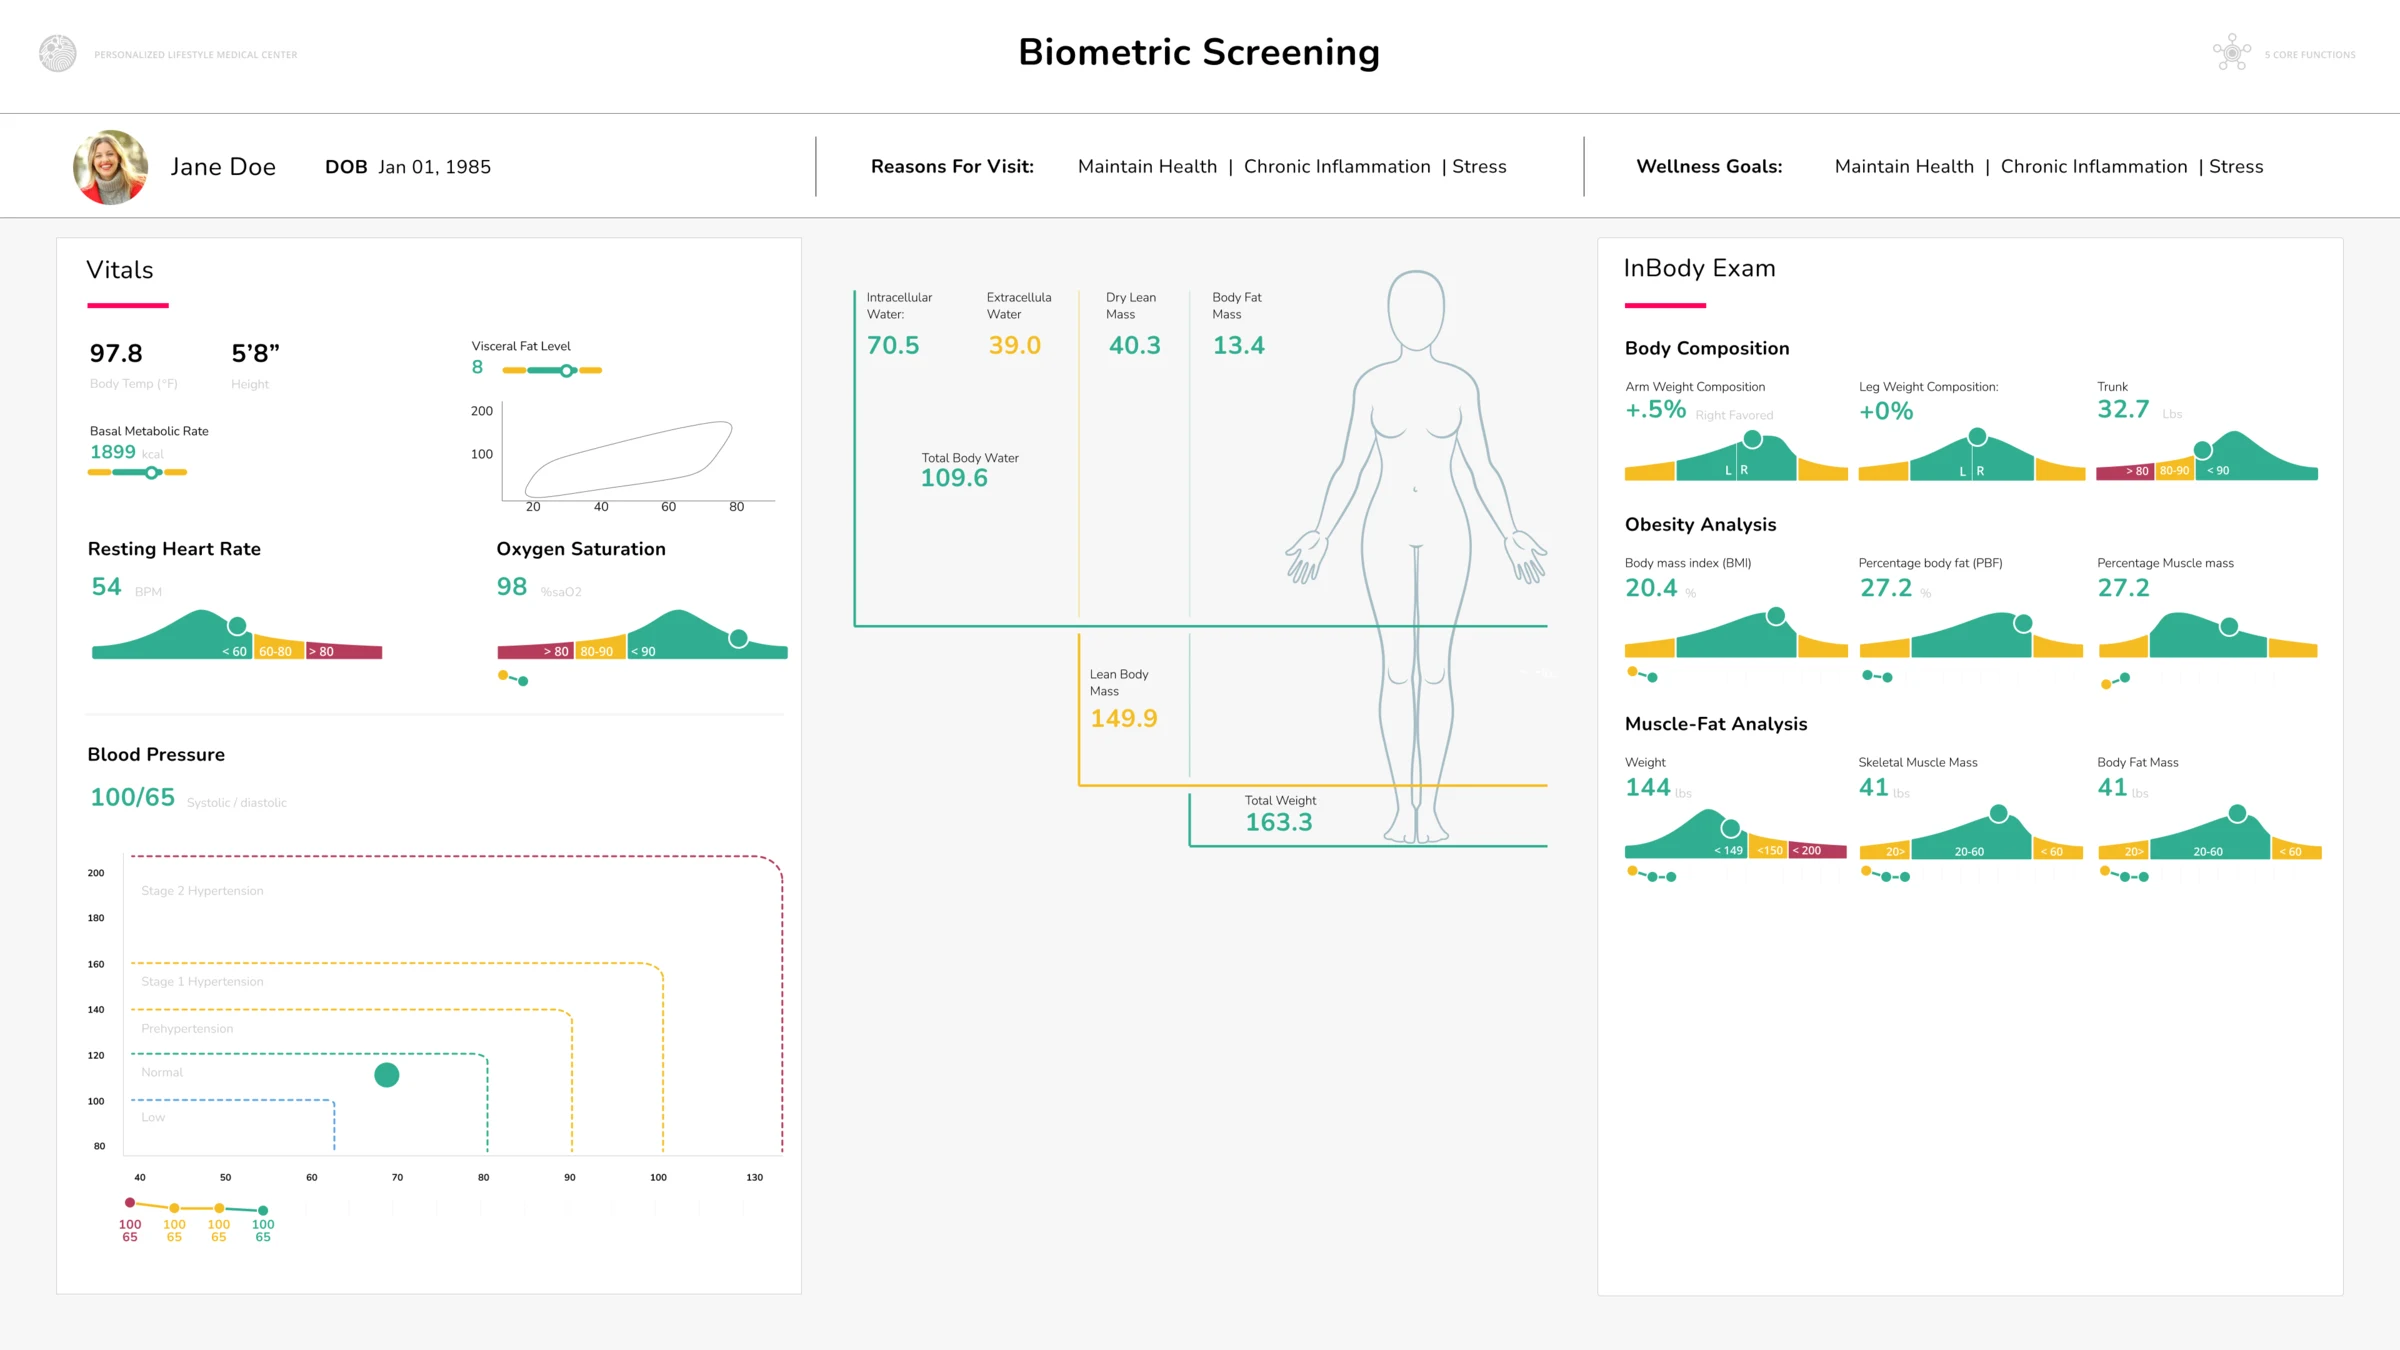 PERSONALIZED LIFESTYLE MEDICAL CENTER
Biometric Screening
5 CORE FUNCTIONS
Jane Doe
DOB Jan 01, 1985
Reasons For Visit: Maintain Health | Chronic Inflammation | Stress
Wellness Goals: Maintain Health | Chronic Inflammation | Stress
Vitals
97.8
Body Temp (°F)
5’8”
Height
Visceral Fat Level
8
Basal Metabolic Rate
1899 kcal
200
100
20 40 60 80
Resting Heart Rate
54 BPM
< 60 60-80 > 80
Oxygen Saturation
98 %saO2
> 80 80-90 < 90
Blood Pressure
100/65 Systolic / diastolic
200
Stage 2 Hypertension
180
160
Stage 1 Hypertension
140
Prehypertension
120
Normal
100
Low
80
40 50 60 70 80 90 100 130
100 100 100 100
65 65 65 65
Intracellular
Water:
70.5
Extracellula
Water
39.0
Dry Lean
Mass
40.3
Body Fat
Mass
13.4
Total Body Water
109.6
Lean Body
Mass
149.9
Total Weight
163.3
InBody Exam
Body Composition
Arm Weight Composition
+.5% Right Favored
L R
Leg Weight Composition:
+0%
L R
Trunk
32.7 Lbs
> 80 80-90 < 90
Obesity Analysis
Body mass index (BMI)
20.4 %
Percentage body fat (PBF)
27.2 %
Percentage Muscle mass
27.2
Muscle-Fat Analysis
Weight
144 lbs
< 149 <150 < 200
Skeletal Muscle Mass
41 lbs
20> 20-60 < 60
Body Fat Mass
41 lbs
20> 20-60 < 60